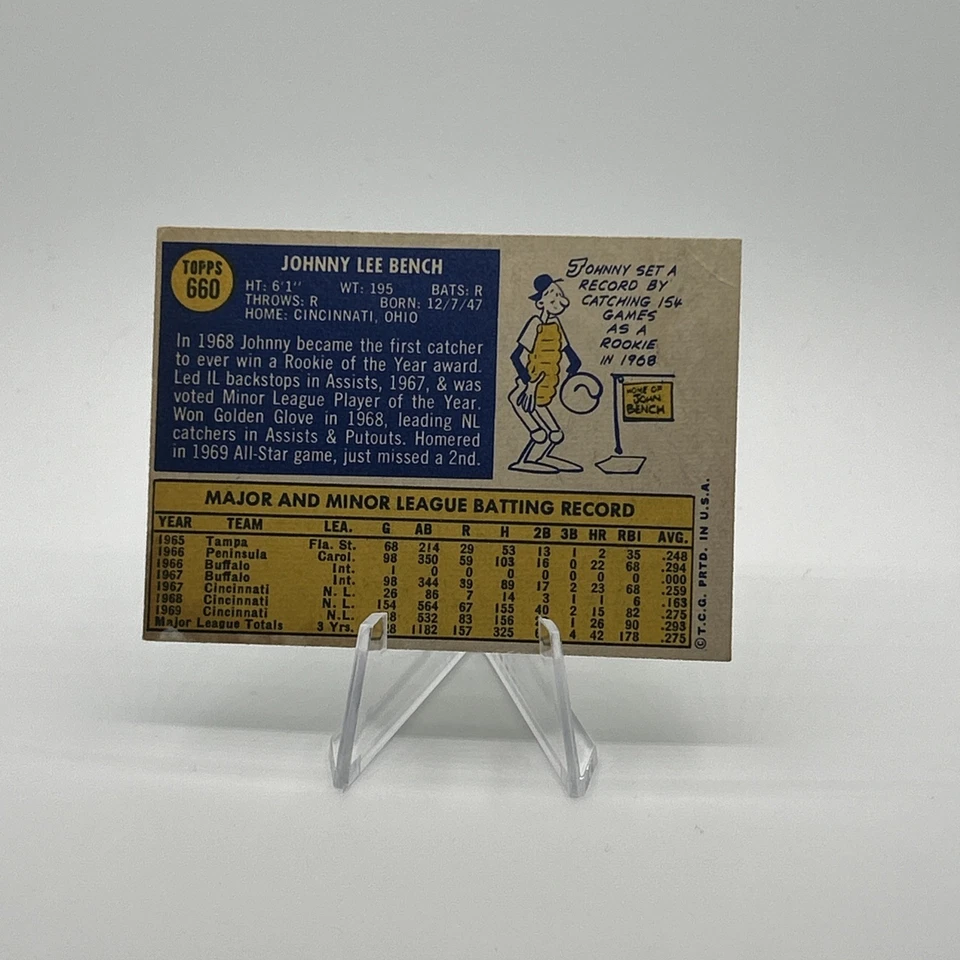 TOPPS
660
JOHNNY LEE BENCH
HT: 6'1" WT: 195 BATS: R
THROWS: R BORN: 12/7/47
HOME: CINCINNATI, OHIO
In 1968 Johnny became the first catcher
to ever win a Rookie of the Year award.
Led IL backstops in Assists, 1967, & was
voted Minor League Player of the Year.
Won Golden Glove in 1968, leading NL
catchers in Assists & Putouts. Homered
in 1969 All-Star game, just missed a 2nd.
JOHNNY SET A
RECORD BY
CATCHING 154
GAMES
AS A
ROOKIE
IN 1968
HOME OF
JOHN
BENCH
MAJOR AND MINOR LEAGUE BATTING RECORD
YEAR TEAM LEA. G AB R H 2B 3B HR RBI AVG.
1965 Tampa Fla. St. 68 214 29 53 13 1 2 35 .248
1966 Peninsula Carol. 98 350 59 103 16 0 22 68 .294
1966 Buffalo Int. 1 0 0 0 0 0 0 0 .000
1967 Buffalo Int. 98 344 39 89 17 2 23 68 .259
1967 Cincinnati N. L. 26 86 7 14 3 1 1 6 .163
1968 Cincinnati N. L. 154 564 67 155 40 2 15 82 .275
1969 Cincinnati N.L. 532 83 156 1 26 90 .293
Major League Totals 3 Yrs. 1182 157 325 4 42 178 .275
© T.C.G. PRTD. IN U.S.A.